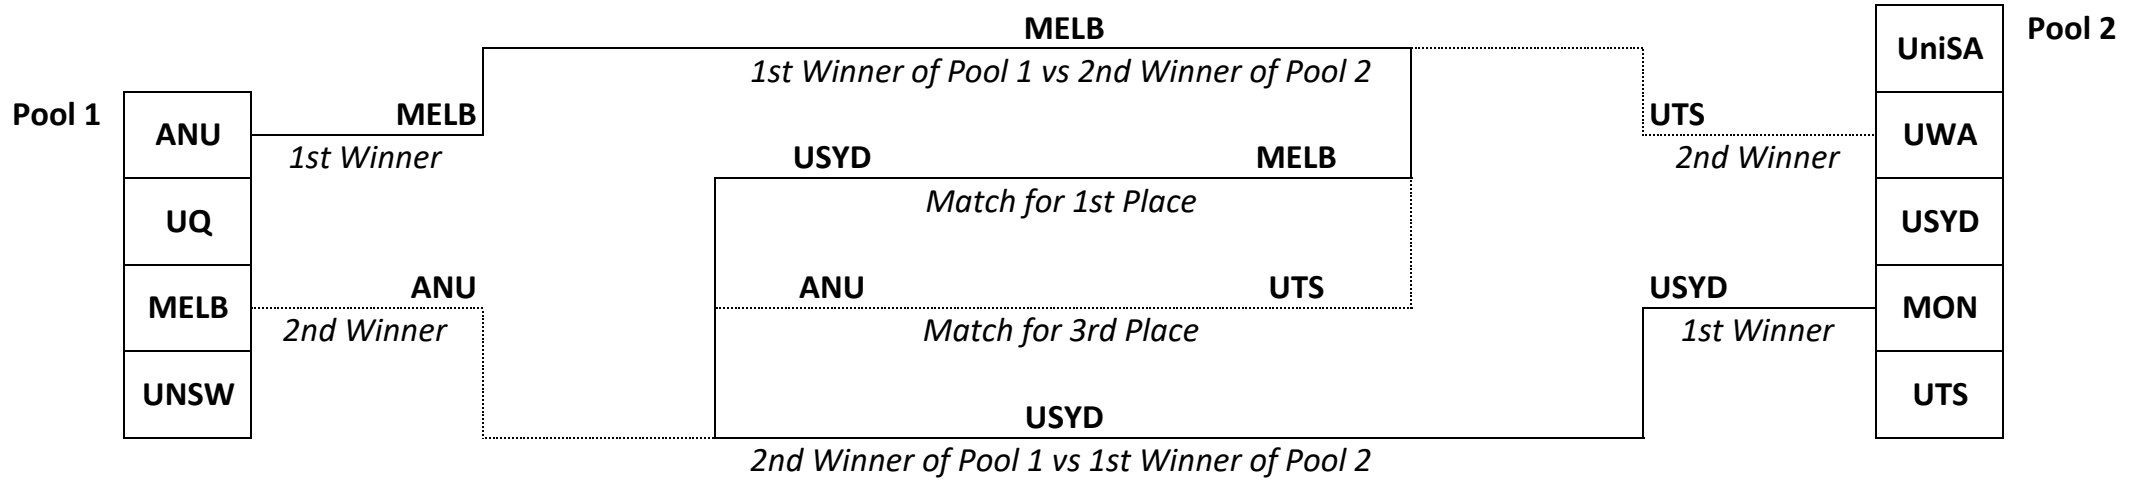 Pool 1
ANU
UQ
MELB
UNSW
MELB
1st Winner
ANU
2nd Winner
MELB
1st Winner of Pool 1 vs 2nd Winner of Pool 2
USYD MELB
Match for 1st Place
ANU UTS
Match for 3rd Place
USYD
2nd Winner of Pool 1 vs 1st Winner of Pool 2
UTS
2nd Winner
USYD
1st Winner
Pool 2
UniSA
UWA
USYD
MON
UTS